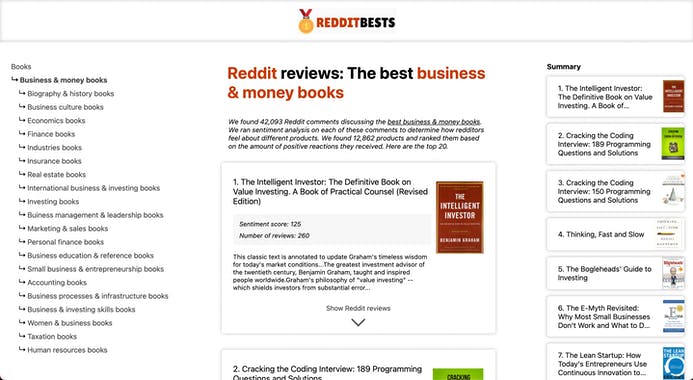 REDDITBESTS
Books
Business & money books
Biography & history books
Business culture books
Economics books
Finance books
Industries books
Insurance books
Real estate books
International business & investing books
Investing books
Business management & leadership books
Marketing & sales books
Personal finance books
Business education & reference books
Small business & entrepreneurship books
Accounting books
Business processes & infrastructure books
Business & investing skills books
Women & business books
Taxation books
Human resources books
Reddit reviews: The best business
& money books
We found 42,093 Reddit comments discussing the best business & money books.
We ran sentiment analysis on each of these comments to determine how redditors
feel about different products. We found 12,862 products and ranked them based
on the amount of positive reactions they received. Here are the top 20.
1. The Intelligent Investor: The Definitive Book on
Value Investing. A Book of Practical Counsel (Revised
Edition)
Sentiment score: 125
Number of reviews: 260
This classic text is annotated to update Graham's timeless wisdom
for today's market conditions...The greatest investment advisor of
the twentieth century, Benjamin Graham, taught and inspired
people worldwide.Graham's philosophy of "value investing" --
which shields investors from substantial error...
THE
INTELLIGENT
INVESTOR
BENJAMIN GRAHAM
Show Reddit reviews
2. Cracking the Coding Interview: 189 Programming
Questions and Solutions
CRACKING
Summary
1. The Intelligent Investor:
The Definitive Book on Value
Investing. A Book of...
2. Cracking the Coding
Interview: 189 Programming
Questions and Solutions
3. Cracking the Coding
Interview: 150 Programming
Questions and Solutions
4. Thinking, Fast and Slow
5. The Bogleheads' Guide to
Investing
6. The E-Myth Revisited:
Why Most Small Businesses
Don't Work and What to D...
7. The Lean Startup: How
Today's Entrepreneurs Use
Continuous Innovation to...
THE LEAN
STARTUP